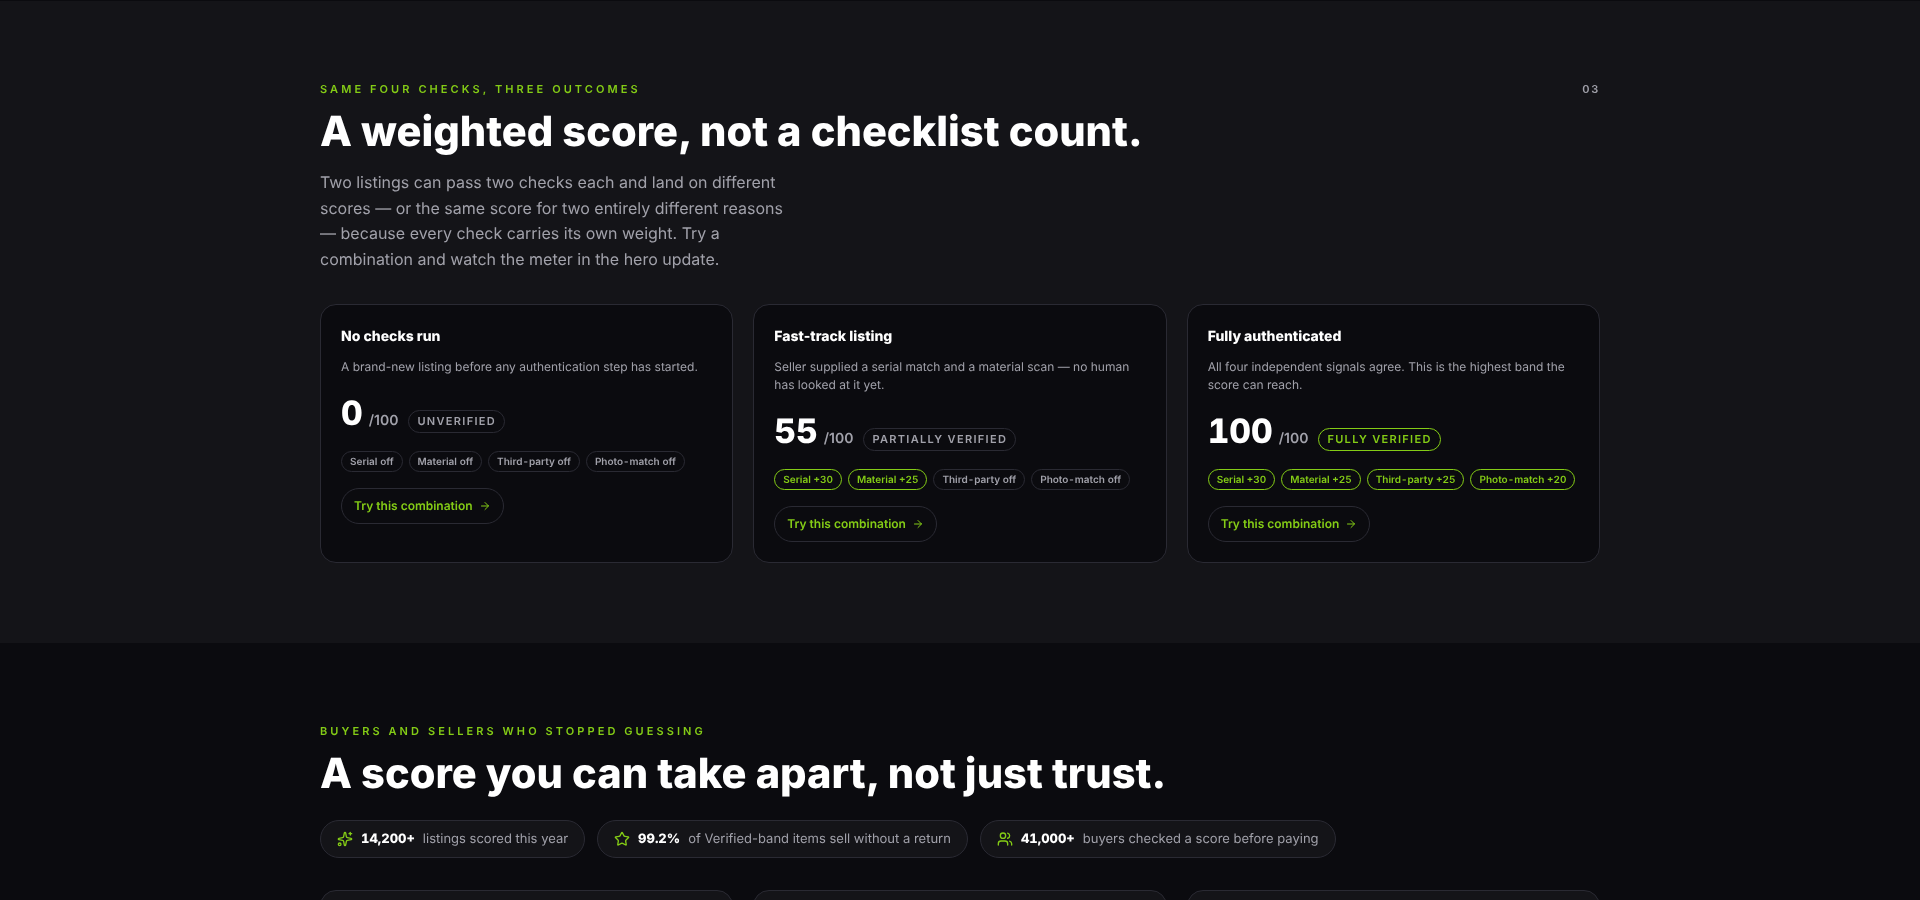 SAME FOUR CHECKS, THREE OUTCOMES
03
A weighted score, not a checklist count.
Two listings can pass two checks each and land on different
scores — or the same score for two entirely different reasons
— because every check carries its own weight. Try a
combination and watch the meter in the hero update.
No checks run
A brand-new listing before any authentication step has started.
0 /100 UNVERIFIED
Serial off Material off Third-party off Photo-match off
Try this combination →
Fast-track listing
Seller supplied a serial match and a material scan — no human
has looked at it yet.
55 /100 PARTIALLY VERIFIED
Serial +30 Material +25 Third-party off Photo-match off
Try this combination →
Fully authenticated
All four independent signals agree. This is the highest band the
score can reach.
100 /100 FULLY VERIFIED
Serial +30 Material +25 Third-party +25 Photo-match +20
Try this combination →
BUYERS AND SELLERS WHO STOPPED GUESSING
A score you can take apart, not just trust.
14,200+ listings scored this year
99.2% of Verified-band items sell without a return
41,000+ buyers checked a score before paying